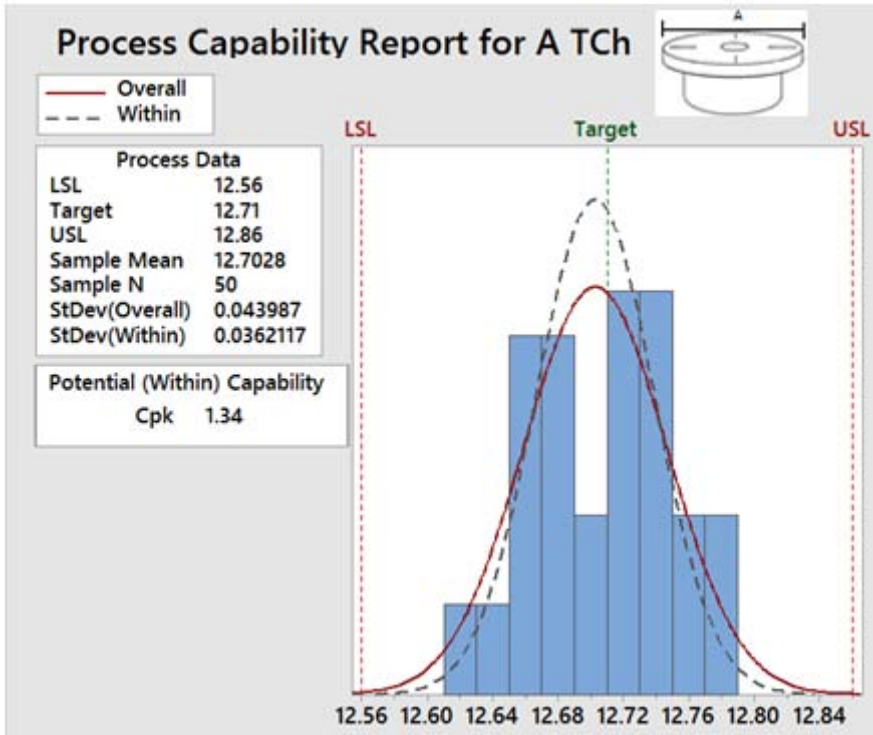 Process Capability Report for A TCh
A
Overall
Within
Process Data
LSL 12.56
Target 12.71
USL 12.86
Sample Mean 12.7028
Sample N 50
StDev(Overall) 0.043987
StDev(Within) 0.0362117
Potential (Within) Capability
Cpk 1.34
LSL Target USL
12.56 12.60 12.64 12.68 12.72 12.76 12.80 12.84